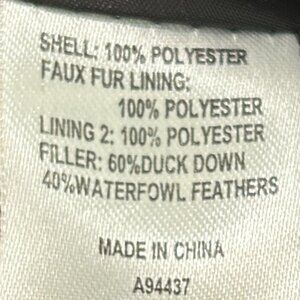 SHELL: 100% POLYESTER
FAUX FUR LINING:
100% POLYESTER
LINING 2: 100% POLYESTER
FILLER: 60%DUCK DOWN
40%WATERFOWL FEATHERS
MADE IN CHINA
A94437